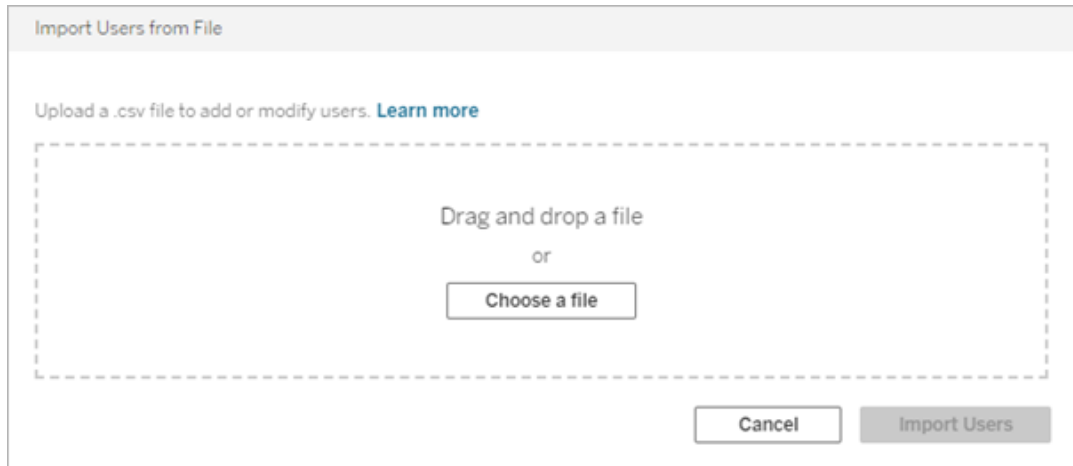 Import Users from File
Upload a .csv file to add or modify users. Learn more
Drag and drop a file
or
Choose a file
Cancel
Import Users